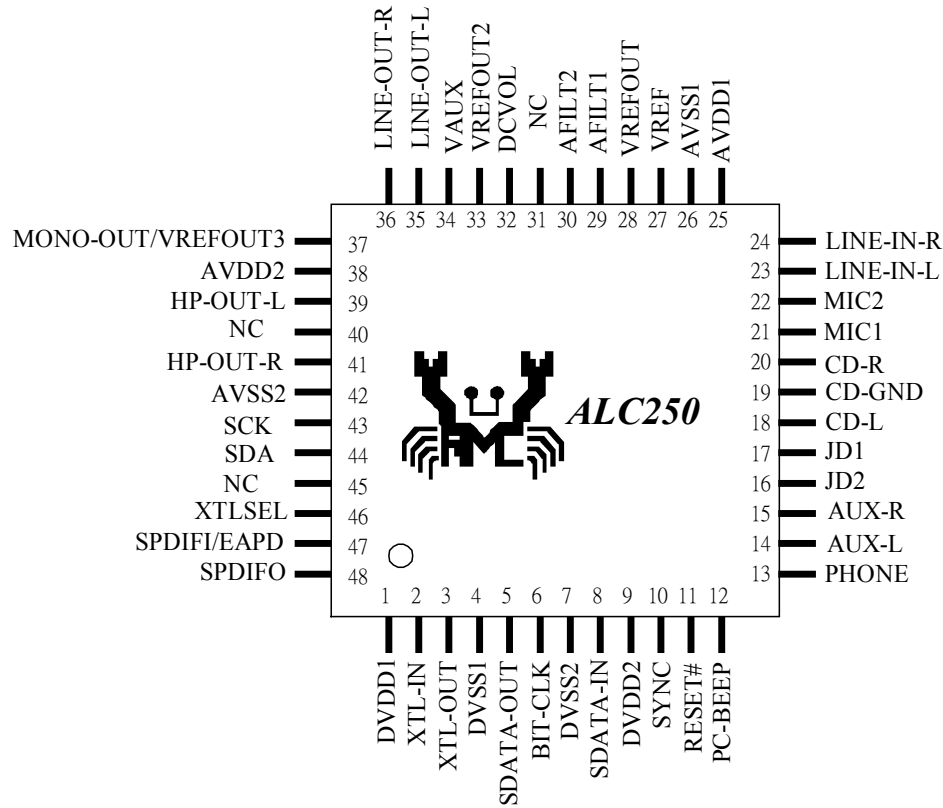 LINE-OUT-R
LINE-OUT-L
VAUX
VREFOUT2
DCVOL
NC
AFILT2
AFILT1
VREFOUT
VREF
AVSS1
AVDD1
36 35 34 33 32 31 30 29 28 27 26 25
MONO-OUT/VREFOUT3 37
AVDD2 38
HP-OUT-L 39
NC 40
HP-OUT-R 41
AVSS2 42
SCK 43
SDA 44
NC 45
XTLSEL 46
SPDIFI/EAPD 47
SPDIFO 48
ALC250
24 LINE-IN-R
23 LINE-IN-L
22 MIC2
21 MIC1
20 CD-R
19 CD-GND
18 CD-L
17 JD1
16 JD2
15 AUX-R
14 AUX-L
13 PHONE
1 2 3 4 5 6 7 8 9 10 11 12
DVDD1
XTL-IN
XTL-OUT
DVSS1
SDATA-OUT
BIT-CLK
DVSS2
SDATA-IN
DVDD2
SYNC
RESET#
PC-BEEP